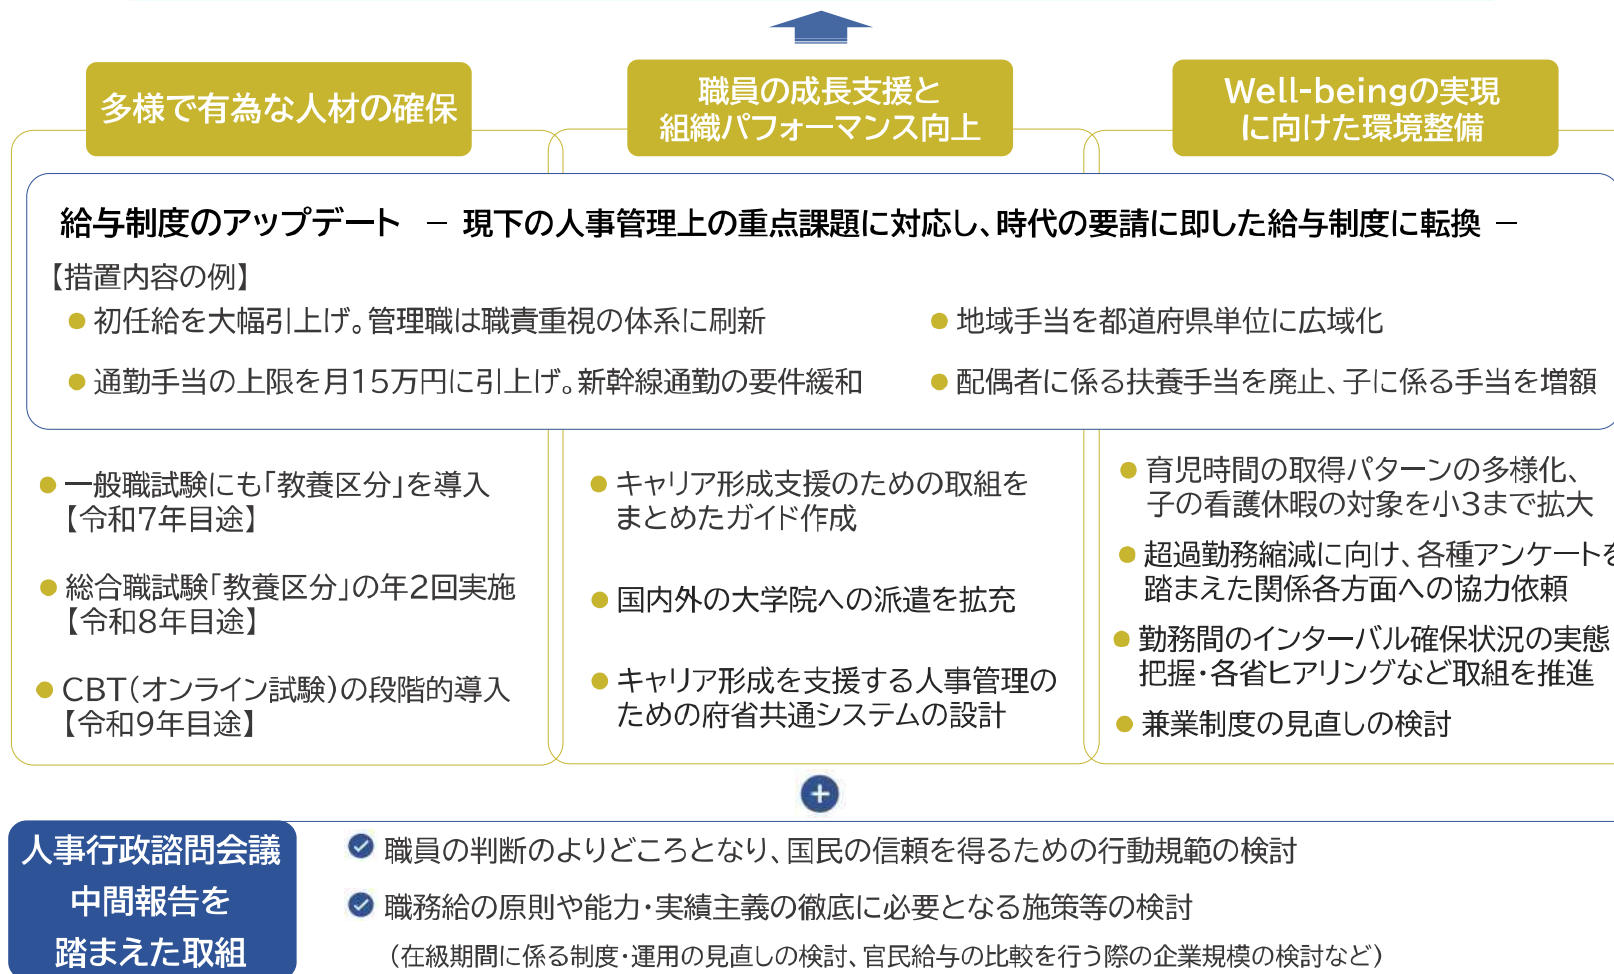 多様で有為な人材の確保
職員の成長支援と
組織パフォーマンス向上
Well-beingの実現
に向けた環境整備
給与制度のアップデート － 現下の人事管理上の重点課題に対応し、時代の要請に即した給与制度に転換 －
【措置内容の例】
● 初任給を大幅引上げ。管理職は職責重視の体系に刷新
● 地域手当を都道府県単位に広域化
● 通勤手当の上限を月15万円に引上げ。新幹線通勤の要件緩和
● 配偶者に係る扶養手当を廃止、子に係る手当を増額
● 一般職試験にも「教養区分」を導入
【令和7年目途】
● 総合職試験「教養区分」の年2回実施
【令和8年目途】
● CBT(オンライン試験)の段階的導入
【令和9年目途】
● キャリア形成支援のための取組を
まとめたガイド作成
● 国内外の大学院への派遣を拡充
● キャリア形成を支援する人事管理の
ための府省共通システムの設計
● 育児時間の取得パターンの多様化、
子の看護休暇の対象を小3まで拡大
● 超過勤務縮減に向け、各種アンケートを
踏まえた関係各方面への協力依頼
● 勤務間のインターバル確保状況の実態
把握・各省ヒアリングなど取組を推進
● 兼業制度の見直しの検討
人事行政諮問会議
中間報告を
踏まえた取組
職員の判断のよりどころとなり、国民の信頼を得るための行動規範の検討
職務給の原則や能力・実績主義の徹底に必要となる施策等の検討
(在級期間に係る制度・運用の見直しの検討、官民給与の比較を行う際の企業規模の検討など)